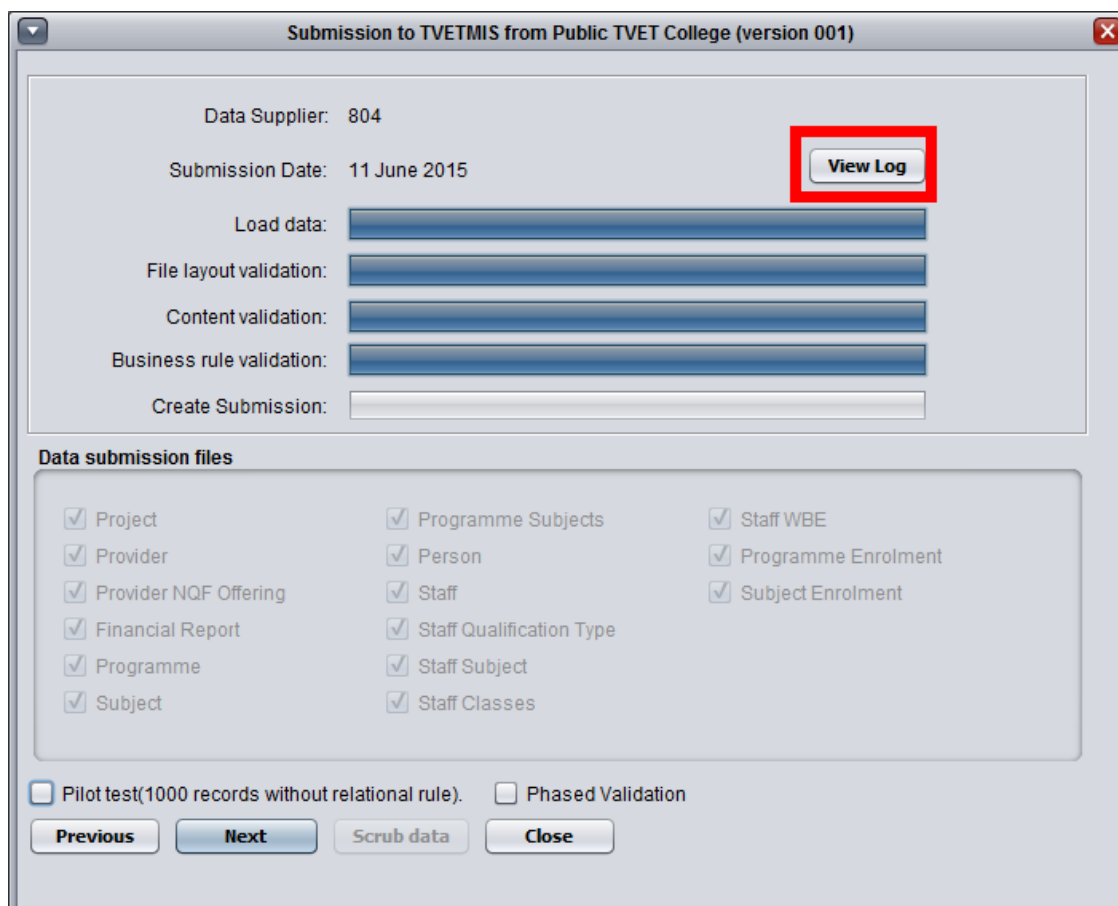 Submission to TVETMIS from Public TVET College (version 001)
Data Supplier: 804
Submission Date: 11 June 2015
View Log
Load data:
File layout validation:
Content validation:
Business rule validation:
Create Submission:
Data submission files
Project
Programme Subjects
Staff WBE
Provider
Person
Programme Enrolment
Provider NQF Offering
Staff
Subject Enrolment
Financial Report
Staff Qualification Type
Programme
Staff Subject
Subject
Staff Classes
Pilot test(1000 records without relational rule).
Phased Validation
Previous
Next
Scrub data
Close